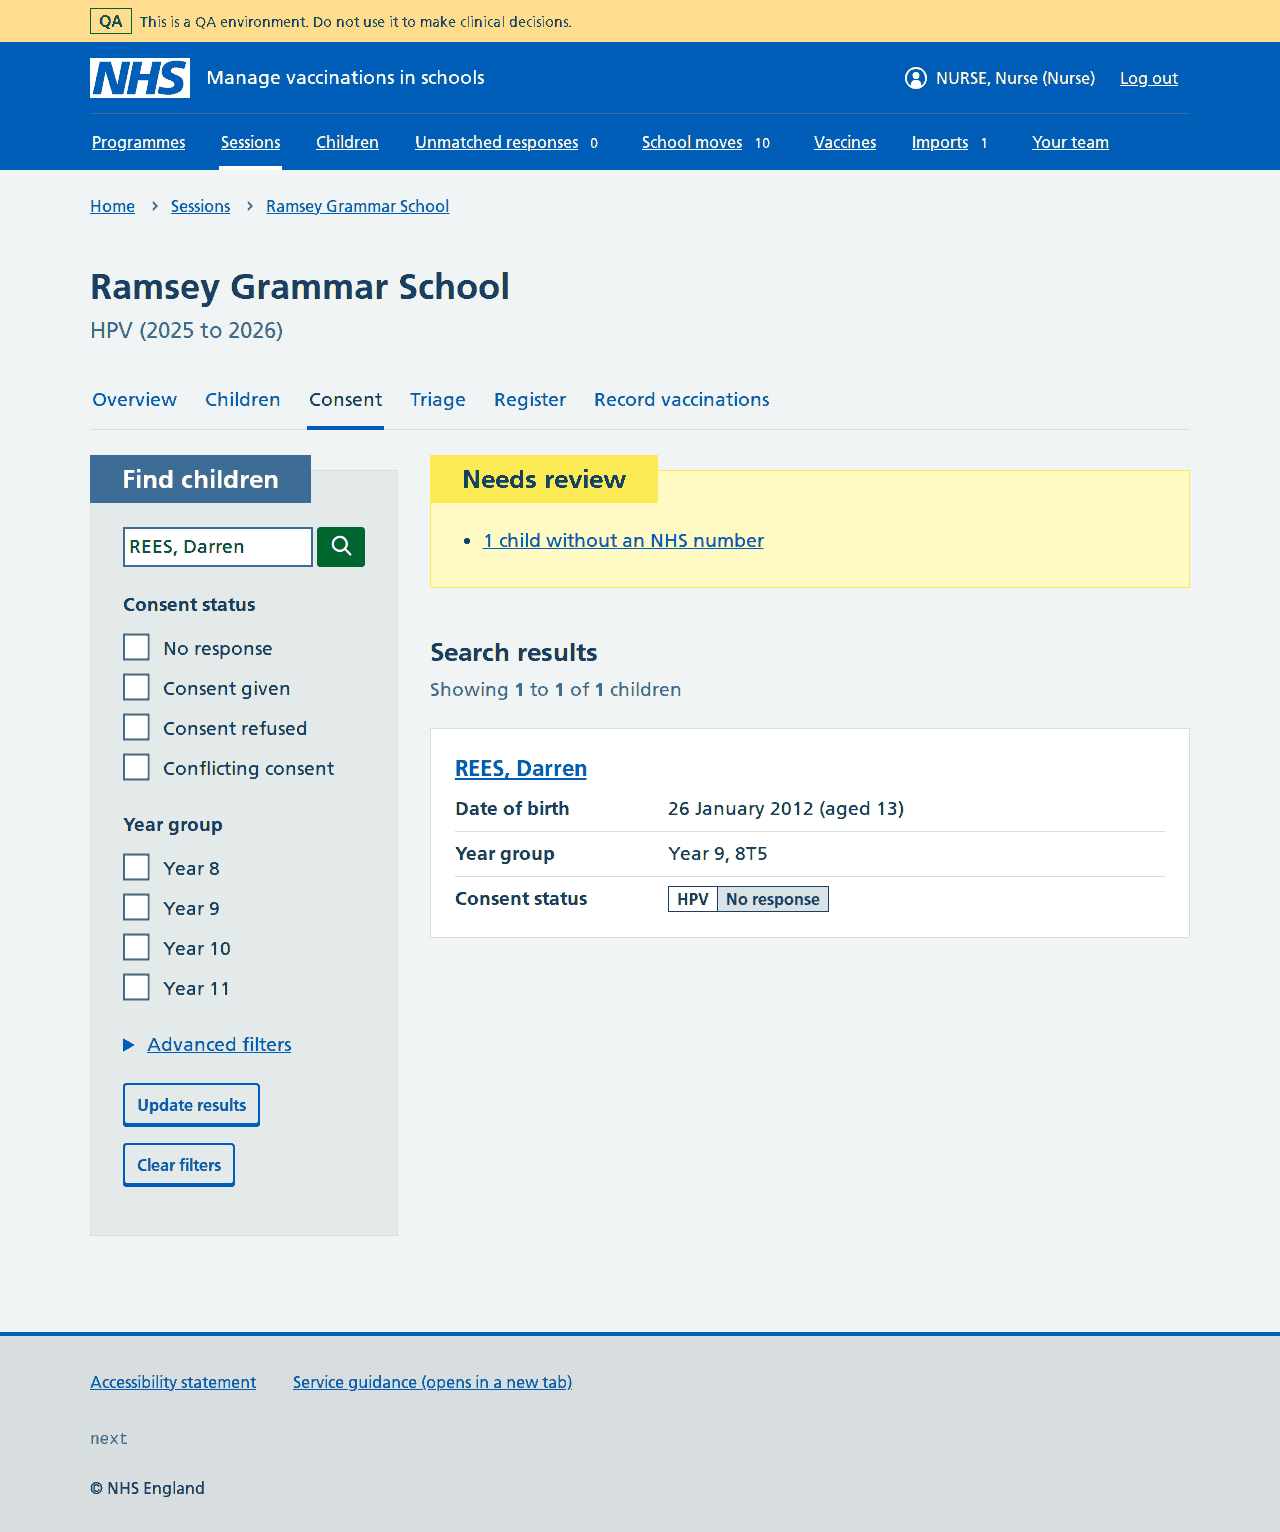 QA This is a QA environment. Do not use it to make clinical decisions.
NHS Manage vaccinations in schools NURSE, Nurse (Nurse) Log out
Programmes Sessions Children Unmatched responses 0 School moves 10 Vaccines Imports 1 Your team
Home Sessions Ramsey Grammar School
Ramsey Grammar School
HPV (2025 to 2026)
Overview Children Consent Triage Register Record vaccinations
Find children
REES, Darren
Consent status
No response
Consent given
Consent refused
Conflicting consent
Year group
Year 8
Year 9
Year 10
Year 11
Advanced filters
Update results
Clear filters
Needs review
1 child without an NHS number
Search results
Showing 1 to 1 of 1 children
REES, Darren
Date of birth 26 January 2012 (aged 13)
Year group Year 9, 8T5
Consent status HPV No response
Accessibility statement Service guidance (opens in a new tab)
next
© NHS England